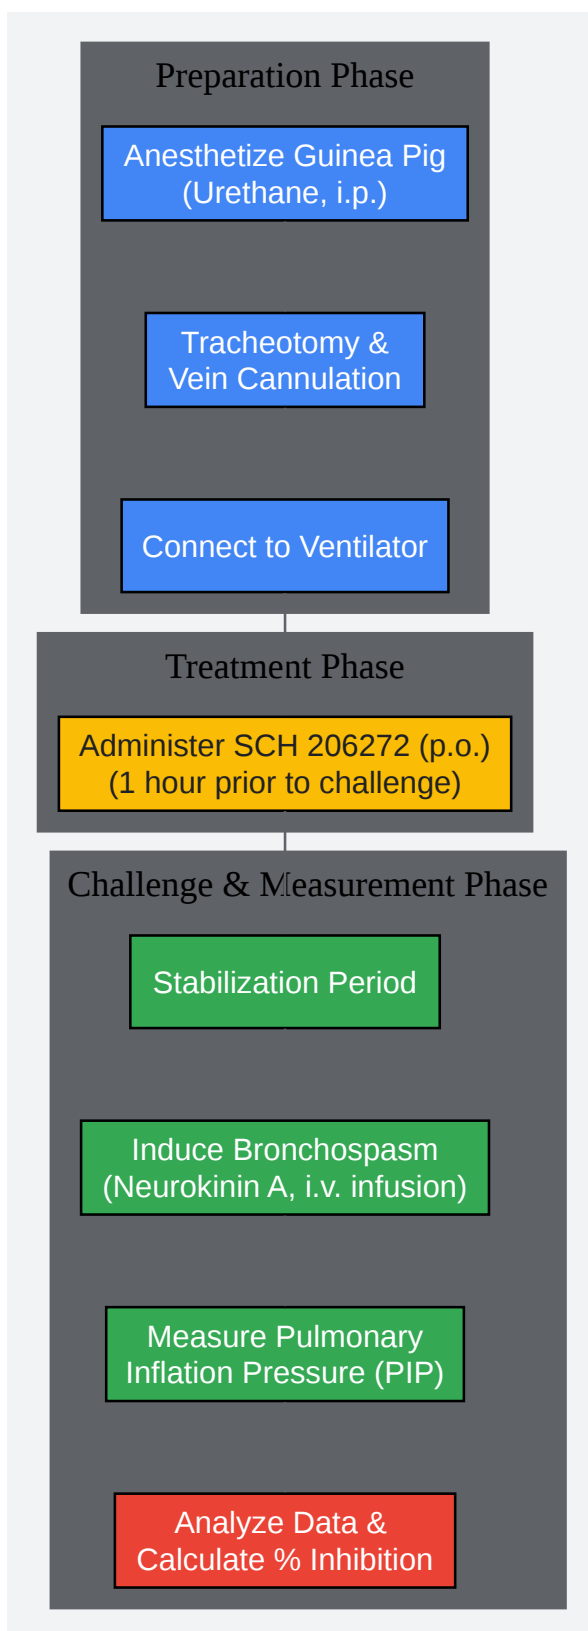 Preparation Phase
Anesthetize Guinea Pig
(Urethane, i.p.)
Tracheotomy &
Vein Cannulation
Connect to Ventilator
Treatment Phase
Administer SCH 206272 (p.o.)
(1 hour prior to challenge)
Challenge & Measurement Phase
Stabilization Period
Induce Bronchospasm
(Neurokinin A, i.v. infusion)
Measure Pulmonary
Inflation Pressure (PIP)
Analyze Data &
Calculate % Inhibition